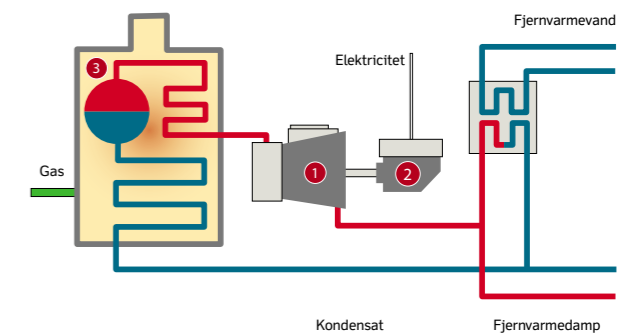 Fjernvarmevand
Elektricitet
3
Gas
1
2
Kondensat
Fjernvarmedamp